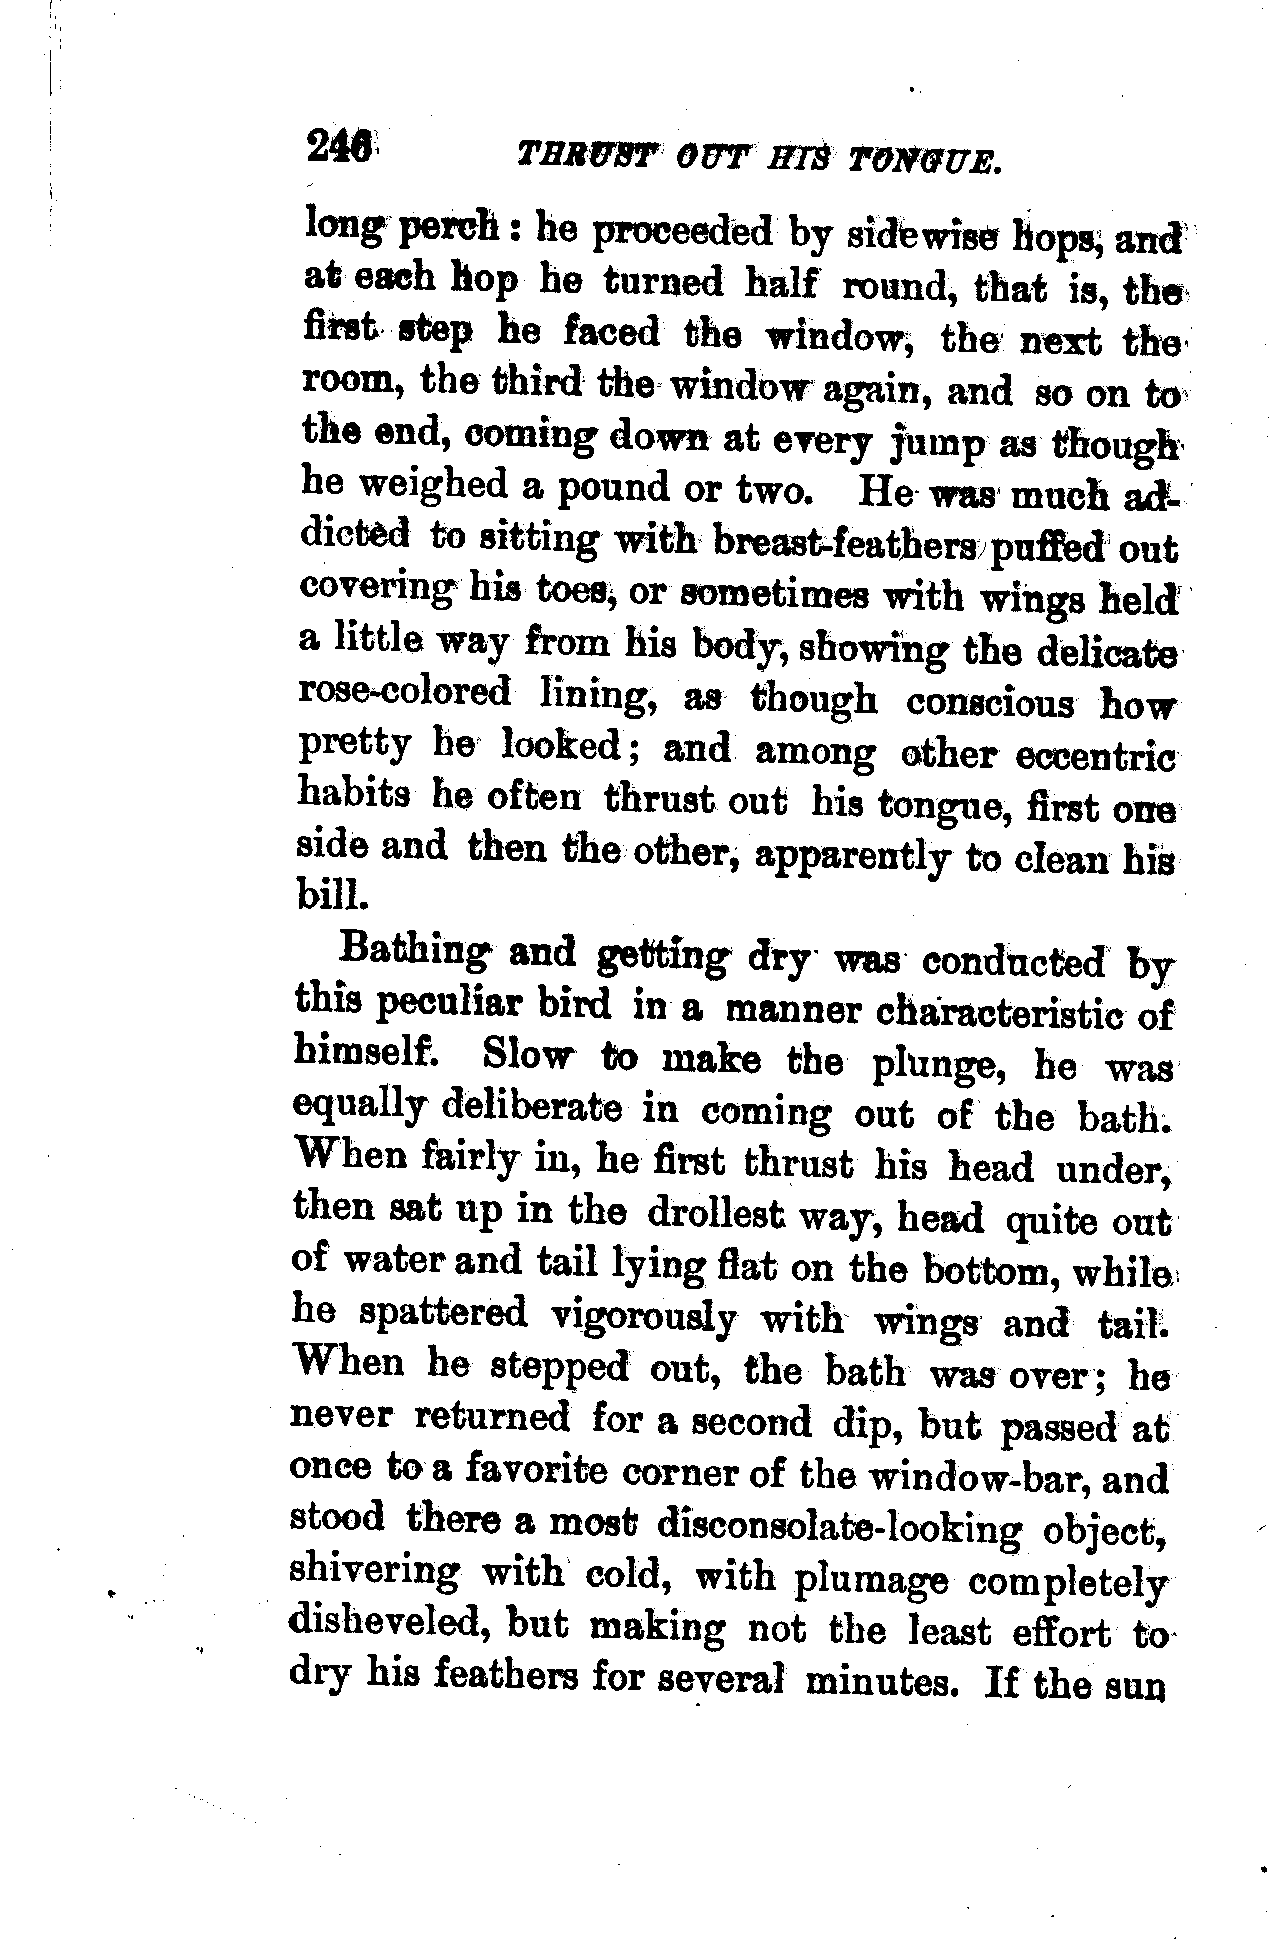 246 THRUST OUT HIS TONGUE.
long perch: he proceeded by sidewise hops, and
at each hop he turned half round, that is, the
first step he faced the window, the next the
room, the third the window again, and so on to
the end, coming down at every jump as though
he weighed a pound or two. He was much ad-
dicted to sitting with breast-feathers puffed out
covering his toes, or sometimes with wings held
a little way from his body, showing the delicate
rose-colored lining, as though conscious how
pretty he looked; and among other eccentric
habits he often thrust out his tongue, first one
side and then the other, apparently to clean his
bill.
Bathing and getting dry was conducted by
this peculiar bird in a manner characteristic of
himself. Slow to make the plunge, he was
equally deliberate in coming out of the bath.
When fairly in, he first thrust his head under,
then sat up in the drollest way, head quite out
of water and tail lying flat on the bottom, while
he spattered vigorously with wings and tail.
When he stepped out, the bath was over; he
never returned for a second dip, but passed at
once to a favorite corner of the window-bar, and
stood there a most disconsolate-looking object,
shivering with cold, with plumage completely
disheveled, but making not the least effort to
dry his feathers for several minutes. If the sun